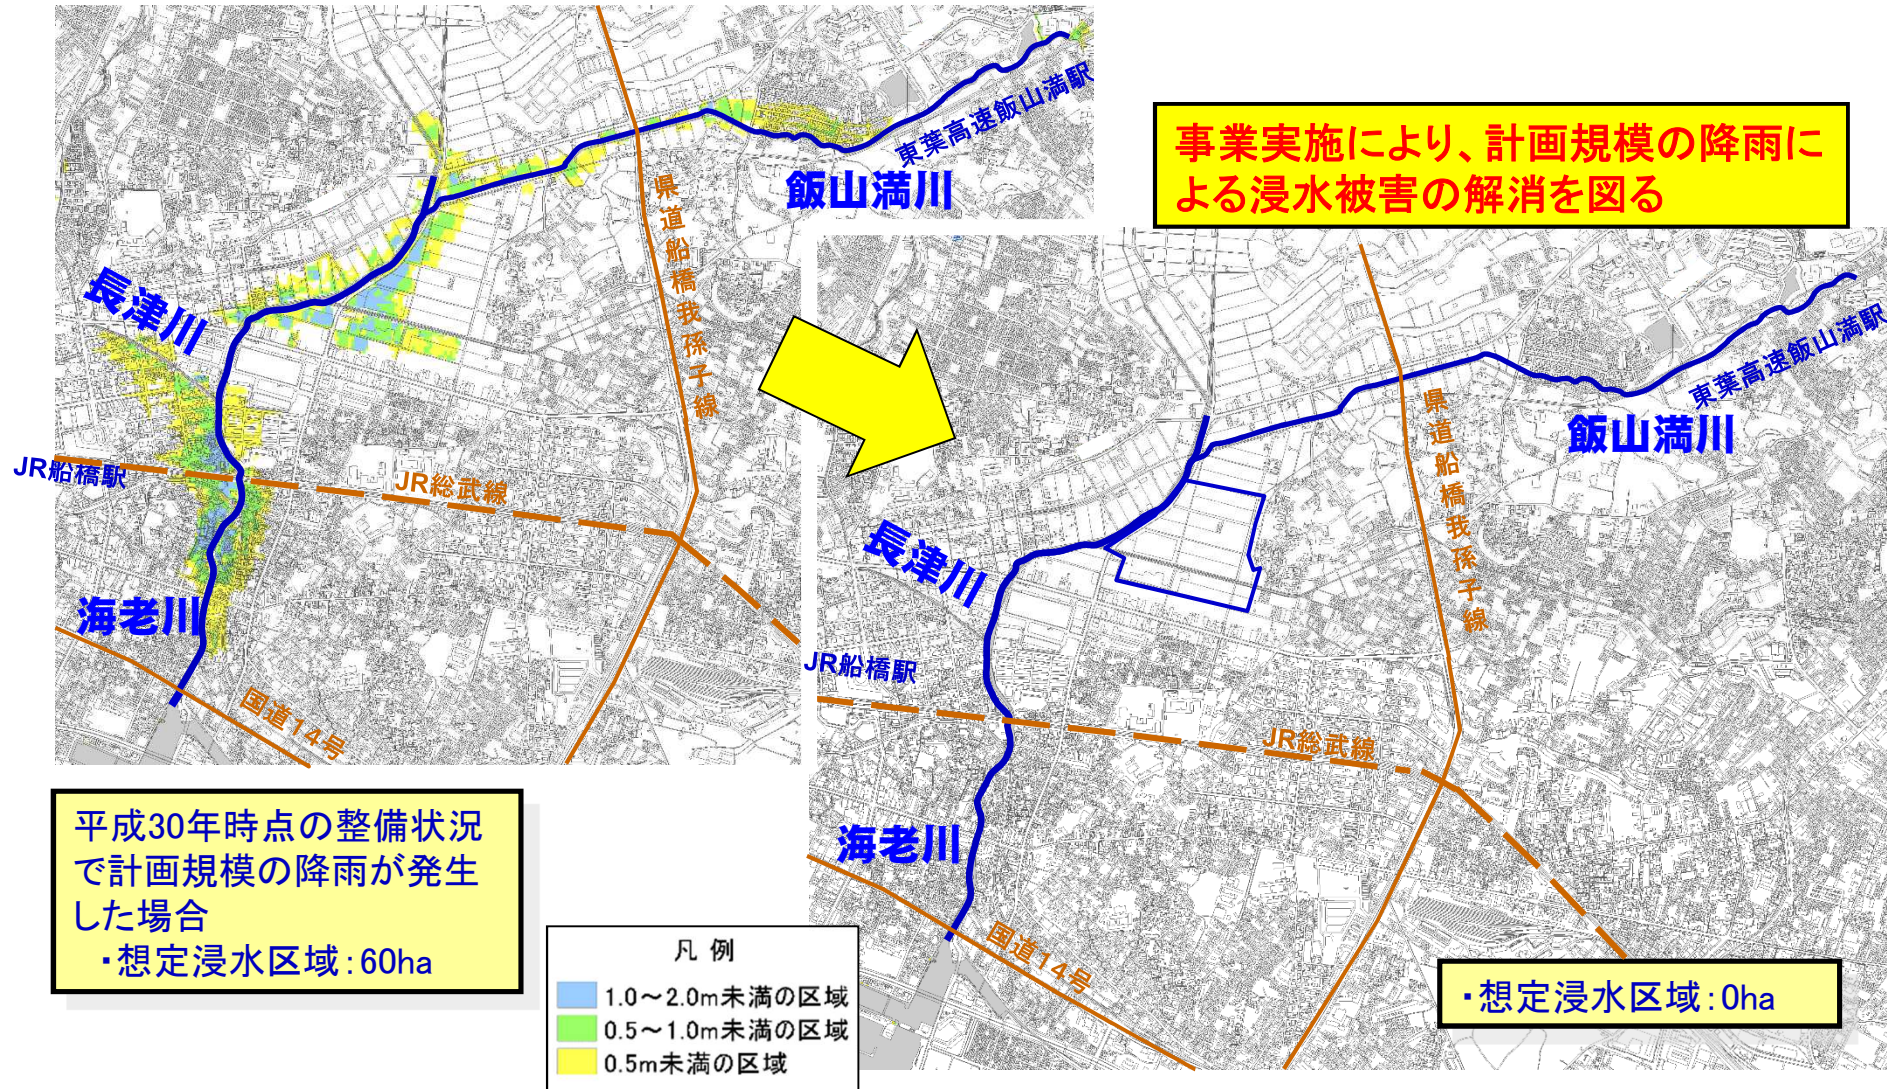 東葉高速飯山満駅
飯山満川
県道船橋我孫子線
長津川
JR船橋駅
JR総武線
海老川
国道14号
事業実施により、計画規模の降雨に
よる浸水被害の解消を図る
東葉高速飯山満駅
飯山満川
県道船橋我孫子線
長津川
JR船橋駅
JR総武線
海老川
国道14号
平成30年時点の整備状況
で計画規模の降雨が発生
した場合
・想定浸水区域：60ha
凡 例
1.0～2.0m未満の区域
0.5～1.0m未満の区域
0.5m未満の区域
・想定浸水区域：0ha